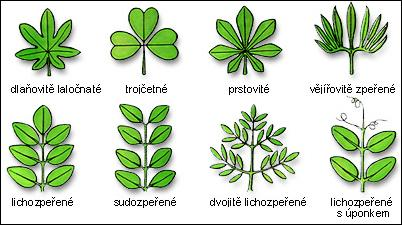 dlaňovitě laločnaté
trojčetné
prstovité
vějířovitě zpeřené
lichozpeřené
sudozpeřené
dvojitě lichozpeřené
lichozpeřené
s úponkem